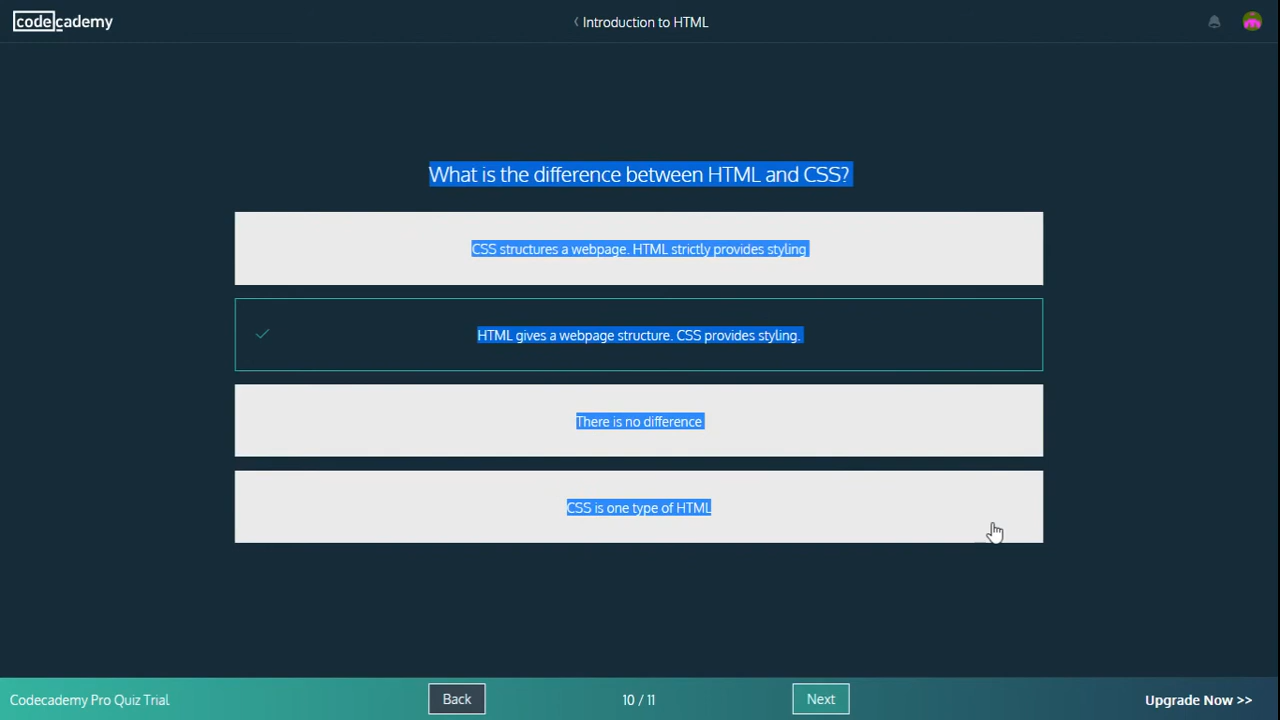 codecademy
Introduction to HTML
What is the difference between HTML and CSS?
CSS structures a webpage. HTML strictly provides styling
HTML gives a webpage structure. CSS provides styling.
There is no difference
CSS is one type of HTML
Codecademy Pro Quiz Trial
Back
10 / 11
Next
Upgrade Now >>